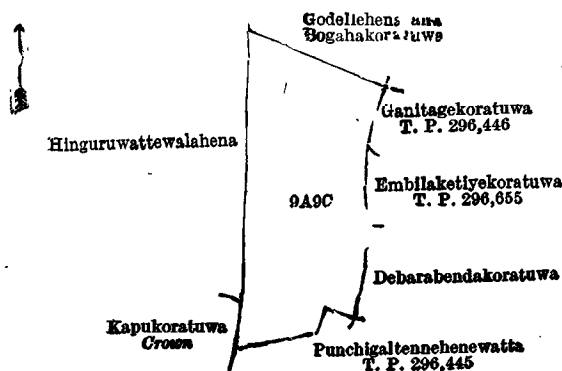 Godellehena and
Bogahakoratuwa
Ganitagekoratuwa
T. P. 296,446
Hinguruwattewalahena
Embilaketiyekoratuwa
T. P. 296,655
9A9C
Debarabendakoratuwa
Kapukoratuwa
Crown
Punchigaltennehenewatta
T. P. 296,445